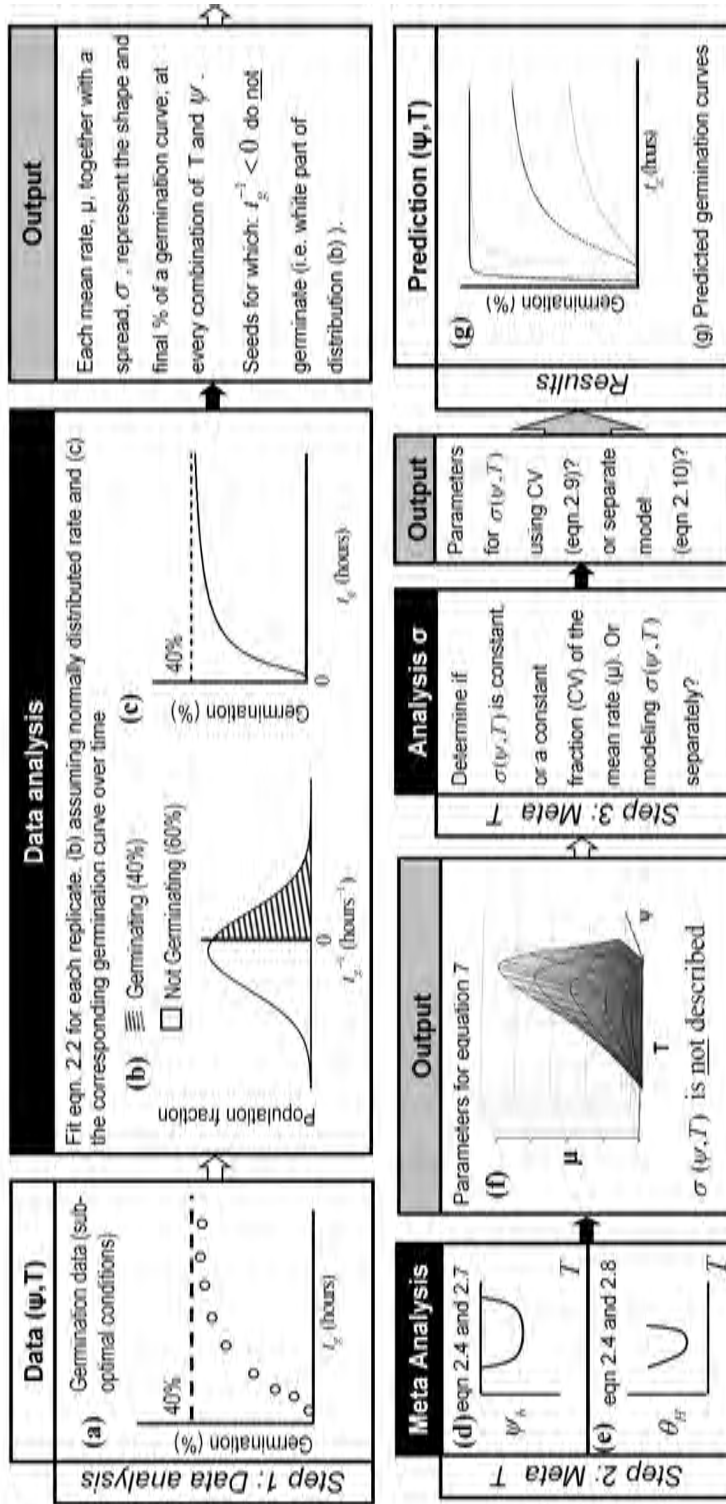 Step 1: Data analysis
Data (ψ,T)
(a)
Germination data (sub-
optimal conditions)
40%
Germination (%)
t_g (hours)
Data analysis
Fit eqn. 2.2 for each replicate. (b) assuming normally distributed rate and (c)
the corresponding germination curve over time
(b)
Germinating (40%)
Not Germinating (60%)
Population fraction
0
t_g^-1 (hours^-1)
(c)
40%
Germination (%)
0
t_g (hours)
Output
Each mean rate, μ, together with a
spread, σ, represent the shape and
final % of a germination curve; at
every combination of T and ψ.
Seeds for which: t_g^-1 < 0 do not
germinate (i.e. white part of
distribution (b) ).
Step 2: Meta T
Meta Analysis
(d) eqn 2.4 and 2.7
ψ_b
T
(e) eqn 2.4 and 2.8
θ_H
T
Output
Parameters for equation 7
(f)
μ
T
ψ
σ (ψ,T) is not described
Step 3: Meta T
Analysis σ
Determine if
σ(ψ,T) is constant,
or a constant
fraction (CV) of the
mean rate (μ). Or
modeling σ(ψ,T)
separately?
Output
Parameters
for σ(ψ,T)
using CV
(eqn 2.9)?
or separate
model
(eqn 2.10)?
Results
Prediction (ψ,T)
(g)
Germination (%)
t_g (hours)
(g) Predicted germination curves